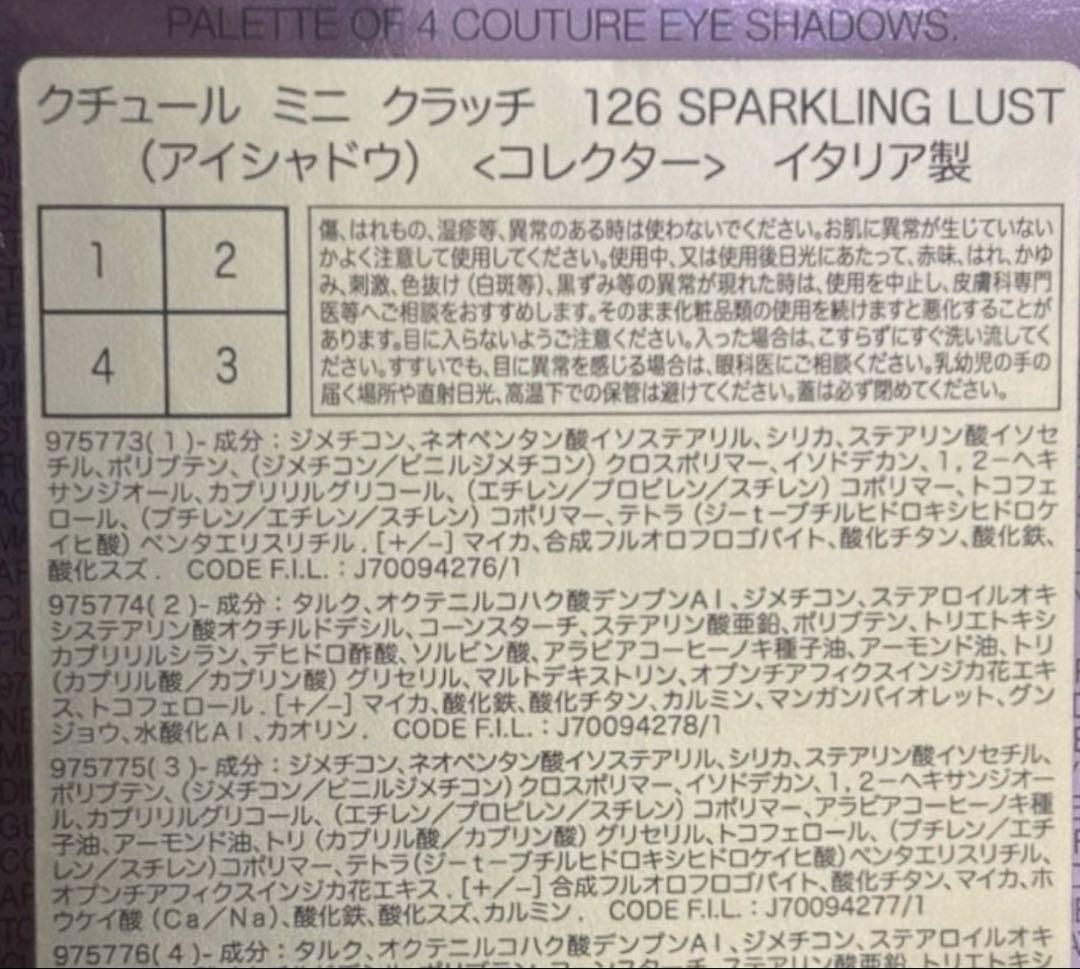 PALETTE OF 4 COUTURE EYE SHADOWS.
クチュール ミニ クラッチ 126 SPARKLING LUST
（アイシャドウ） <コレクター> イタリア製
1 2
4 3
傷、はれもの、湿疹等、異常のある時は使わないでください。お肌に異常が生じていない
かよく注意して使用してください。使用中、又は使用後日光にあたって、赤味、はれ、かゆ
み、刺激、色抜け（白斑等）、黒ずみ等の異常が現れた時は、使用を中止し、皮膚科専門
医等へご相談をおすすめします。そのまま化粧品類の使用を続けますと悪化することが
あります。目に入らないようご注意ください。入った場合は、こすらずにすぐ洗い流してく
ださい。すすいでも、目に異常を感じる場合は、眼科医にご相談ください。乳幼児の手の
届く場所や直射日光、高温下での保管は避けてください。蓋は必ず閉めてください。
975773(1)-成分：ジメチコン、ネオペンタン酸イソステアリル、シリカ、ステアリン酸イソセ
チル、ポリブテン、（ジメチコン／ビニルジメチコン）クロスポリマー、イソドデカン、1，2－ヘキ
サンジオール、カプリリルグリコール、（エチレン／プロピレン／スチレン）コポリマー、トコフェ
ロール、（ブチレン／エチレン／スチレン）コポリマー、テトラ（ジーt－ブチルヒドロキシヒドロケ
イヒ酸）ペンタエリスリチル．[+/−]マイカ、合成フルオロフロゴパイト、酸化チタン、酸化鉄、
酸化スズ． CODE F.I.L.：J70094276/1
975774(2)-成分：タルク、オクテニルコハク酸デンプンAl、ジメチコン、ステアロイルオキ
システアリン酸オクチルドデシル、コーンスターチ、ステアリン酸亜鉛、ポリブテン、トリエトキシ
カプリリルシラン、デヒドロ酢酸、ソルビン酸、アラビアコーヒーノキ種子油、アーモンド油、トリ
（カプリル酸／カプリン酸）グリセリル、マルトデキストリン、オプンチアフィクスインジカ花エキ
ス、トコフェロール．[+/−]マイカ、酸化鉄、酸化チタン、カルミン、マンガンバイオレット、グン
ジョウ、水酸化Al、カオリン． CODE F.I.L.：J70094278/1
975775(3)-成分：ジメチコン、ネオペンタン酸イソステアリル、シリカ、ステアリン酸イソセチル、
ポリブテン、（ジメチコン／ビニルジメチコン）クロスポリマー、イソドデカン、1，2－ヘキサンジオー
ル、カプリリルグリコール、（エチレン／プロピレン／スチレン）コポリマー、アラビアコーヒーノキ種
子油、アーモンド油、トリ（カプリル酸／カプリン酸）グリセリル、トコフェロール、（ブチレン／エチ
レン／スチレン）コポリマー、テトラ（ジーt－ブチルヒドロキシヒドロケイヒ酸）ペンタエリスリチル、
オプンチアフィクスインジカ花エキス．[+/−]合成フルオロフロゴパイト、酸化チタン、マイカ、ホ
ウケイ酸（Ca／Na）、酸化鉄、酸化スズ、カルミン． CODE F.I.L.：J70094277/1
975776(4)-成分：タルク、オクテニルコハク酸デンプンAl、ジメチコン、ステアロイルオキ